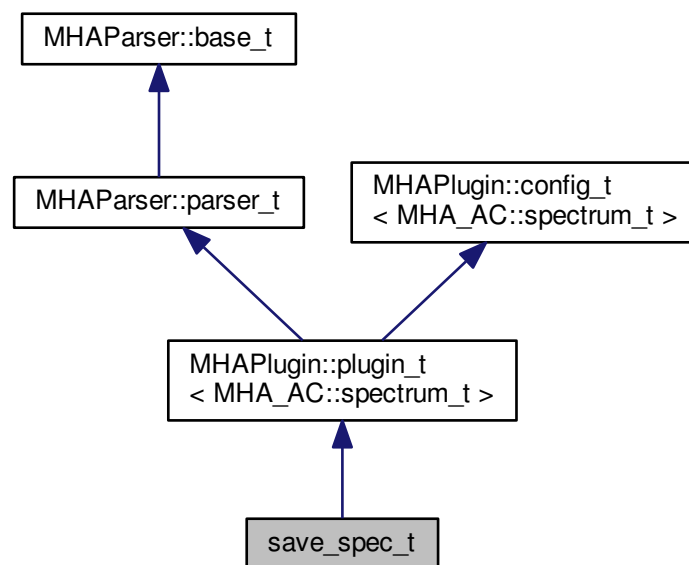 MHAParser::base_t
MHAParser::parser_t
MHAPlugin::config_t
< MHA_AC::spectrum_t >
MHAPlugin::plugin_t
< MHA_AC::spectrum_t >
save_spec_t